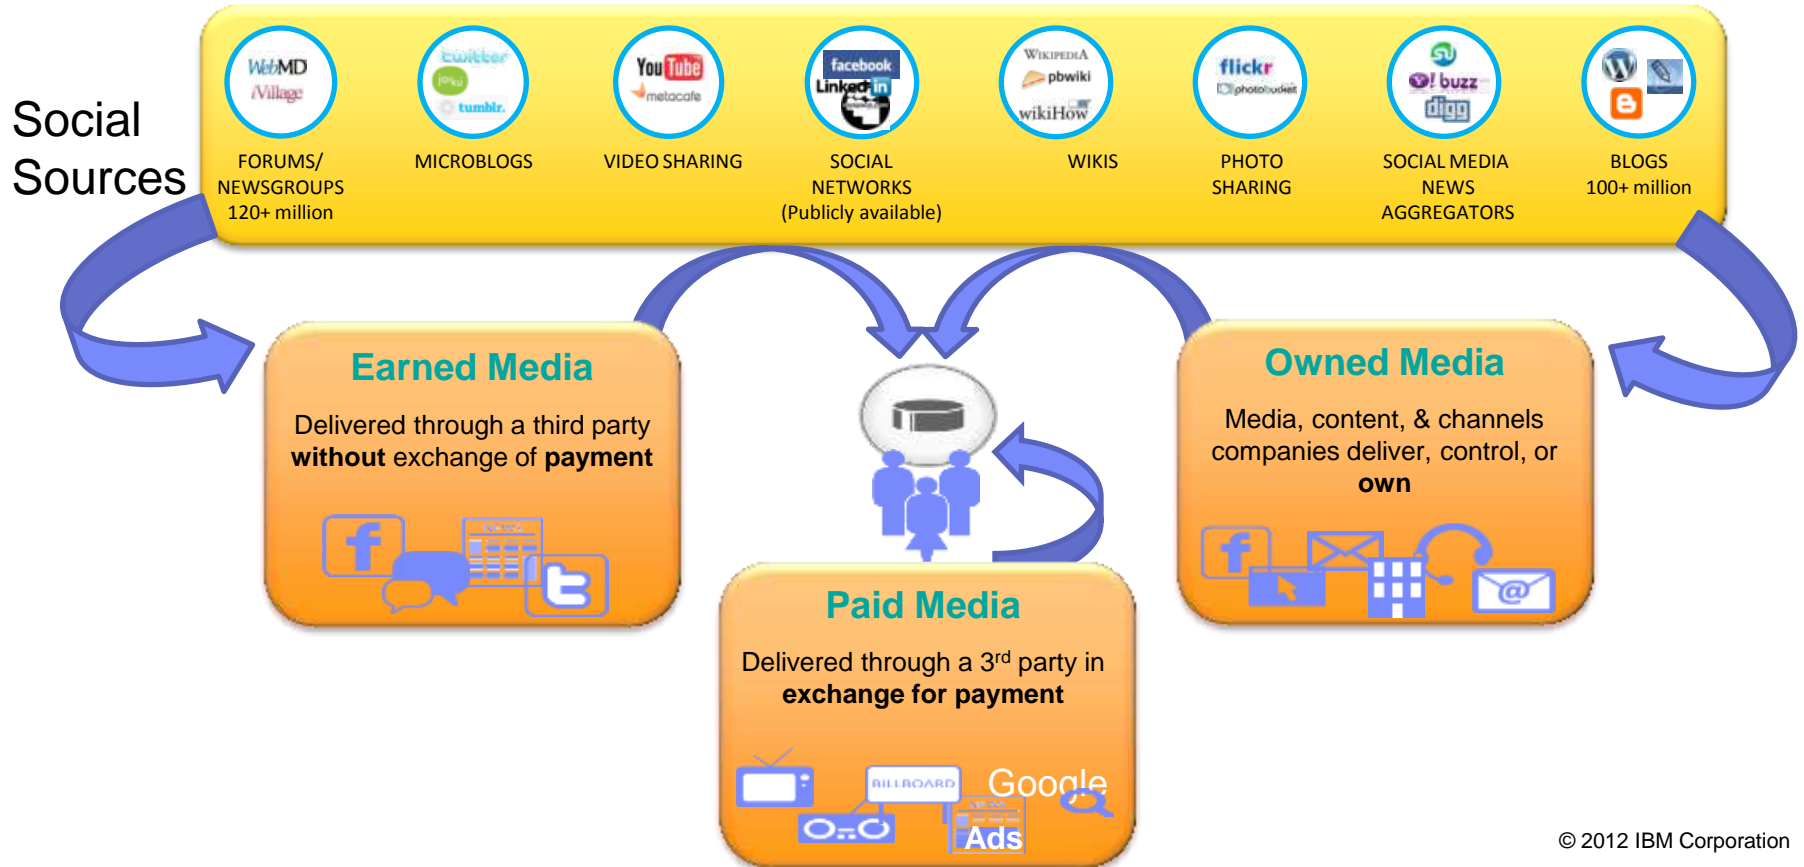 Social
Sources
WebMD
iVillage
twitter
jaiku
tumblr.
YouTube
metacafe
facebook
Linked in
WIKIPEDIA
pbwiki
wikiHow
flickr
photobucket
Y! buzz
digg
FORUMS/
NEWSGROUPS
120+ million
MICROBLOGS
VIDEO SHARING
SOCIAL
NETWORKS
(Publicly available)
WIKIS
PHOTO
SHARING
SOCIAL MEDIA
NEWS
AGGREGATORS
BLOGS
100+ million
Earned Media
Delivered through a third party
without exchange of payment
NEWS
Owned Media
Media, content, & channels
companies deliver, control, or
own
Paid Media
Delivered through a 3rd party in
exchange for payment
BILLBOARD
Google
Ads
© 2012 IBM Corporation